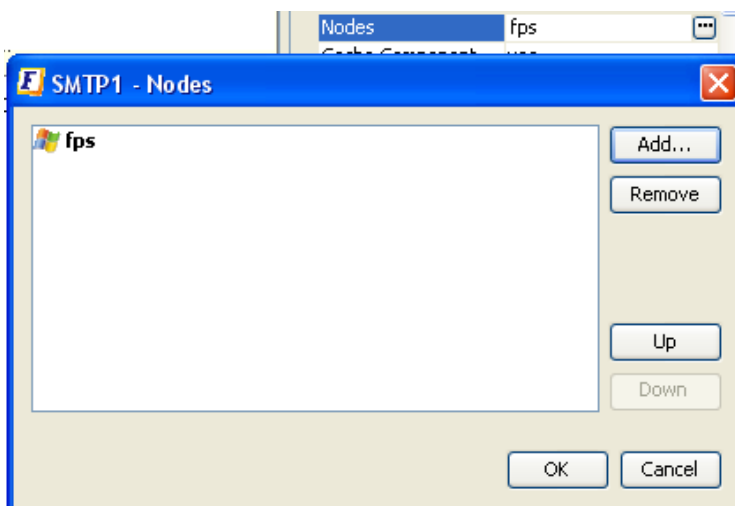 Nodes fps
SMTP1 - Nodes
fps
Add...
Remove
Up
Down
OK Cancel